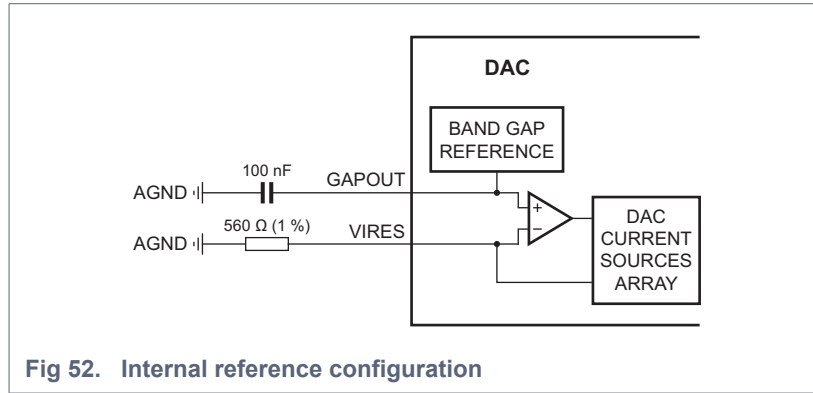 DAC
BAND GAP
REFERENCE
100 nF
AGND
GAPOUT
560 Ω (1 %)
AGND
VIRES
+
−
DAC
CURRENT
SOURCES
ARRAY
Fig 52. Internal reference configuration